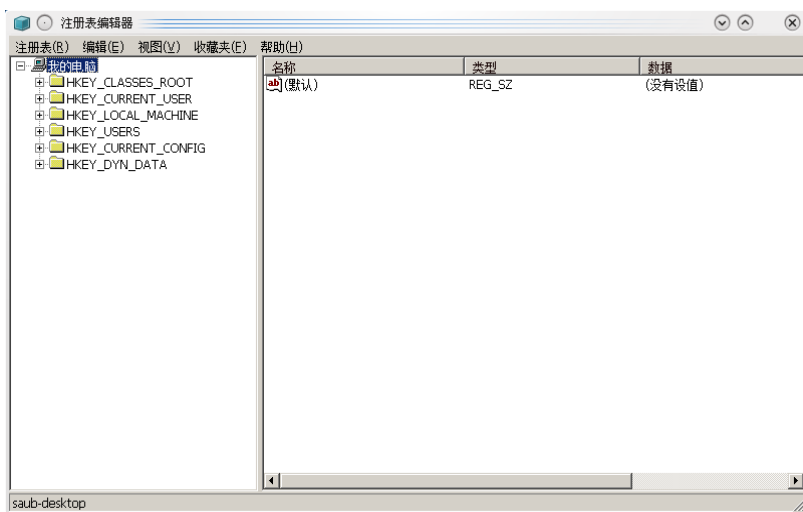 注册表编辑器
注册表(R) 编辑(E) 视图(V) 收藏夹(F) 帮助(H)
我的电脑
HKEY_CLASSES_ROOT
HKEY_CURRENT_USER
HKEY_LOCAL_MACHINE
HKEY_USERS
HKEY_CURRENT_CONFIG
HKEY_DYN_DATA
名称 类型 数据
ab (默认) REG_SZ (没有设值)
saub-desktop